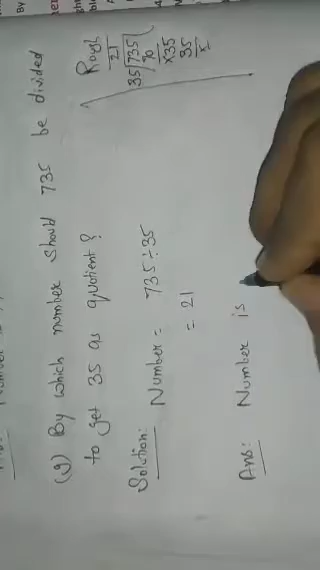 (g) By which number should 735 be divided
to get 35 as quotient?
Solution: Number = 735÷35
= 21
Ans: Number is
Rough
21
35)735
70
×35
35
×